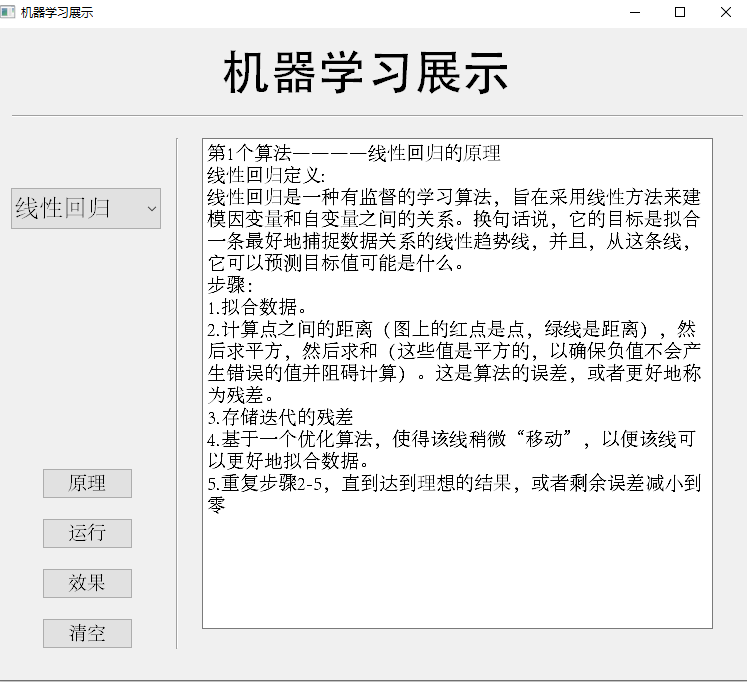 机器学习展示
机器学习展示
第1个算法————线性回归的原理
线性回归定义:
线性回归是一种有监督的学习算法，旨在采用线性方法来建
模因变量和自变量之间的关系。换句话说，它的目标是拟合
一条最好地捕捉数据关系的线性趋势线，并且，从这条线，
它可以预测目标值可能是什么。
步骤:
1.拟合数据。
2.计算点之间的距离（图上的红点是点，绿线是距离），然
后求平方，然后求和（这些值是平方的，以确保负值不会产
生错误的值并阻碍计算）。这是算法的误差，或者更好地称
为残差。
3.存储迭代的残差
4.基于一个优化算法，使得该线稍微“移动”，以便该线可
以更好地拟合数据。
5.重复步骤2-5，直到达到理想的结果，或者剩余误差减小到
零
线性回归
原理
运行
效果
清空